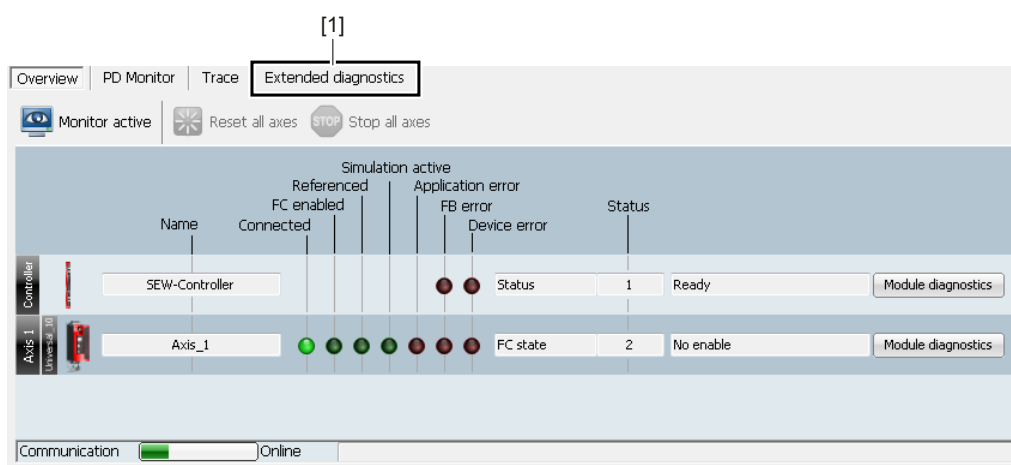 [1]
Overview PD Monitor Trace Extended diagnostics
Monitor active Reset all axes STOP Stop all axes
Simulation active
Referenced Application error
FC enabled FB error Status
Name Connected Device error
Controller SEW-Controller Status 1 Ready Module diagnostics
Axis 1 Universal_10 Axis_1 FC state 2 No enable Module diagnostics
Communication Online